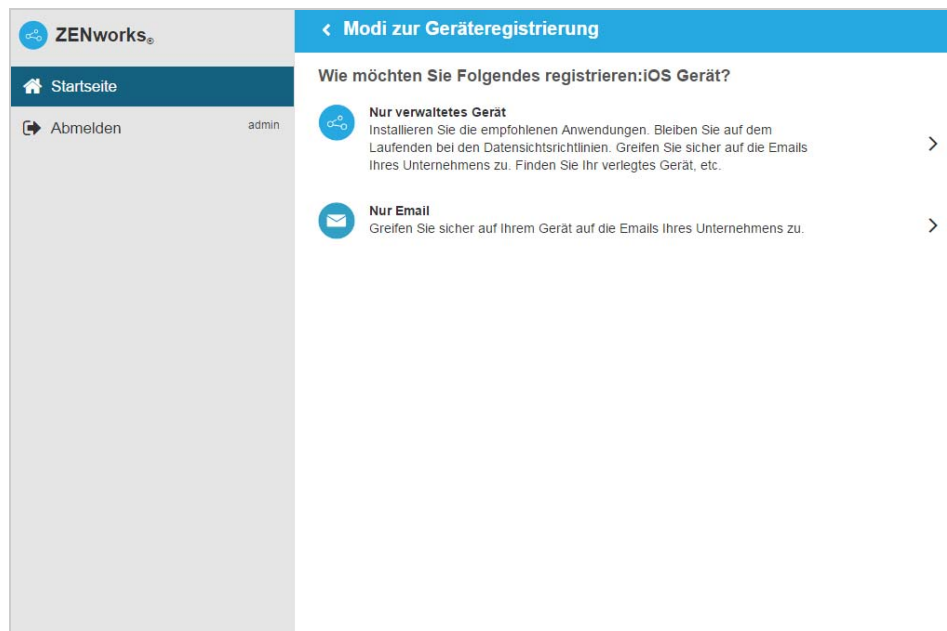 ZENworks®
Startseite
Abmelden admin
Modi zur Geräteregistrierung
Wie möchten Sie Folgendes registrieren:iOS Gerät?
Nur verwaltetes Gerät
Installieren Sie die empfohlenen Anwendungen. Bleiben Sie auf dem
Laufenden bei den Datensichtsrichtlinien. Greifen Sie sicher auf die Emails
Ihres Unternehmens zu. Finden Sie Ihr verlegtes Gerät, etc.
Nur Email
Greifen Sie sicher auf Ihrem Gerät auf die Emails Ihres Unternehmens zu.